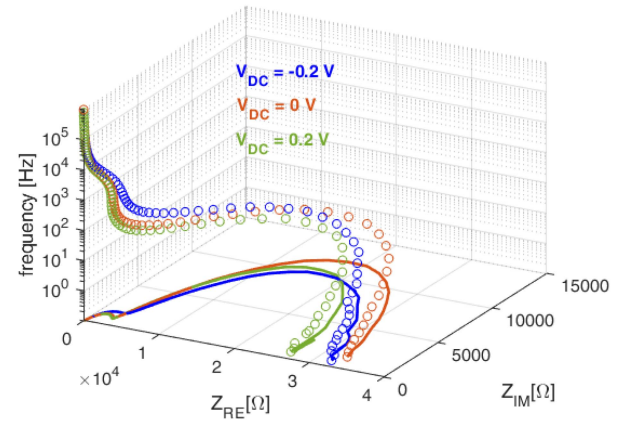 V_DC = -0.2 V
V_DC = 0 V
V_DC = 0.2 V
frequency [Hz]
10^5
10^4
10^3
10^2
10^1
10^0
0
1
2
3
4
×10^4
Z_RE[Ω]
0
5000
10000
15000
Z_IM[Ω]